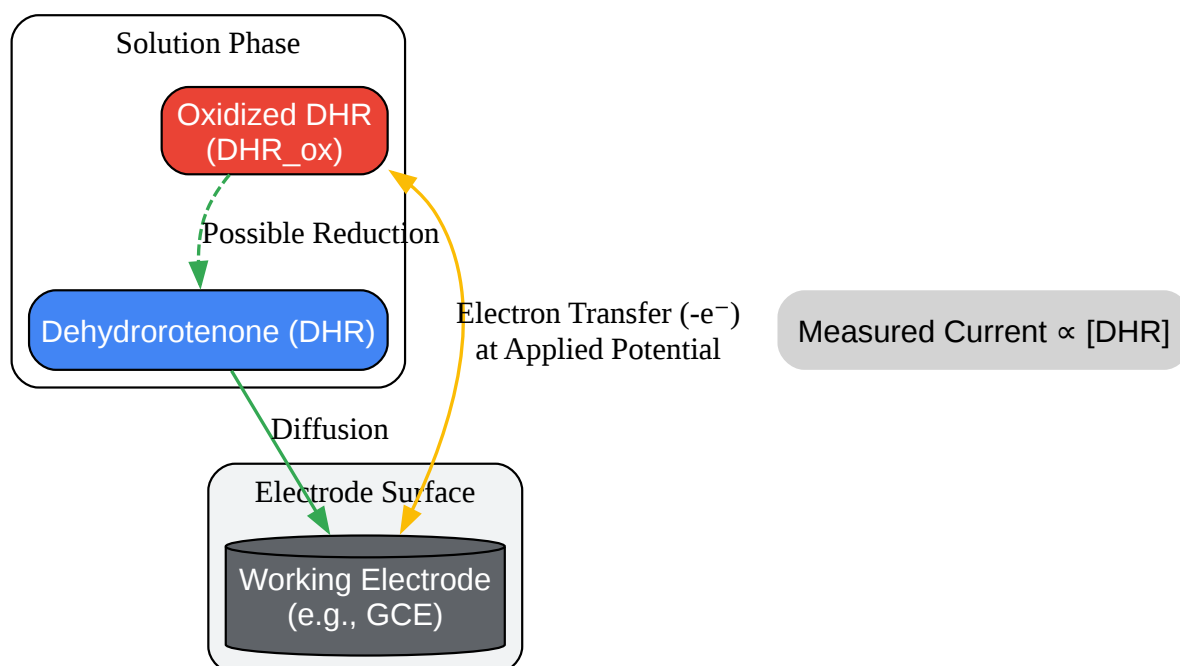 Solution Phase
Oxidized DHR
(DHR_ox)
Possible Reduction
Dehydrorotenone (DHR)
Electron Transfer (-e⁻)
at Applied Potential
Measured Current ∝ [DHR]
Diffusion
Electrode Surface
Working Electrode
(e.g., GCE)